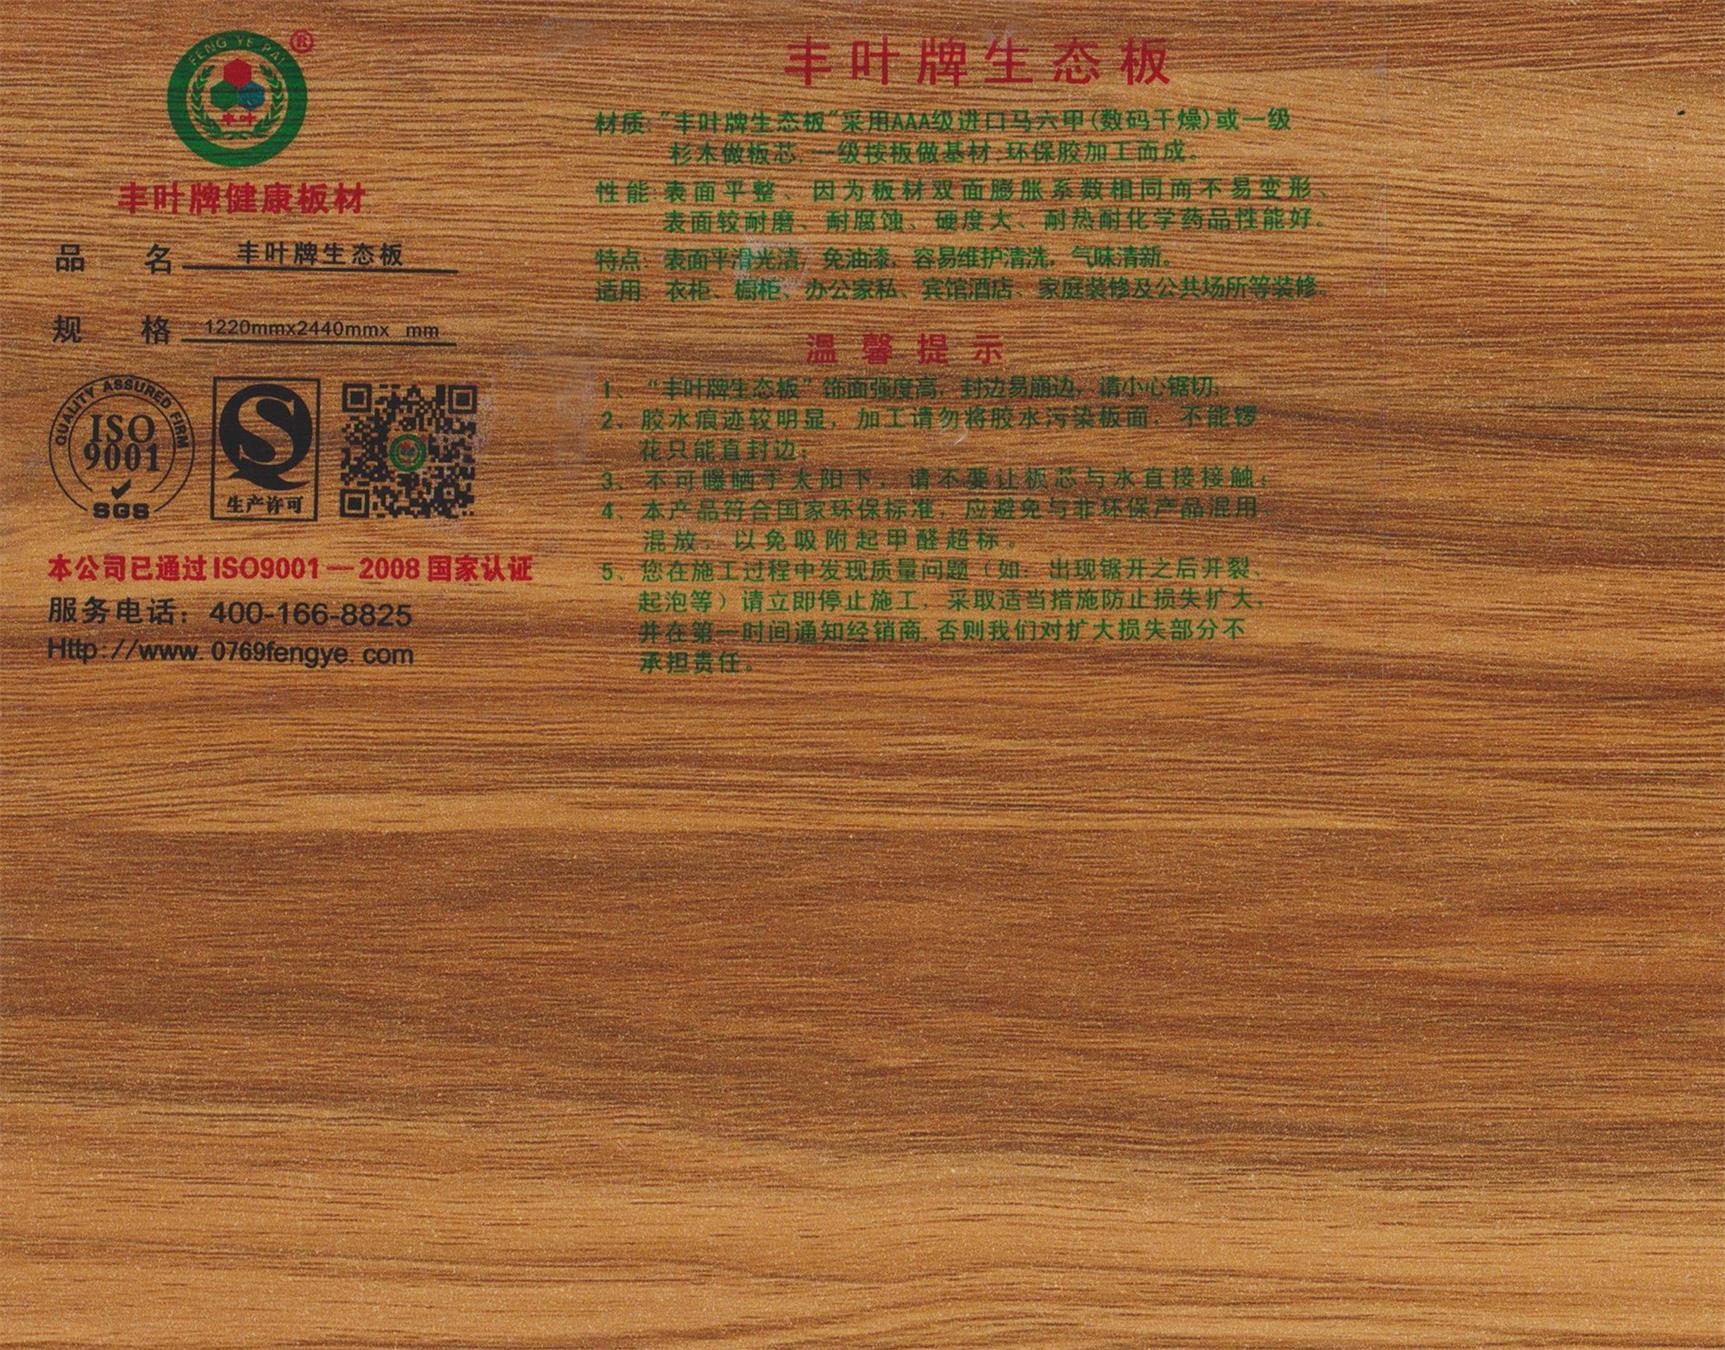 FENG YE PAI
®
丰叶
丰叶牌健康板材
品 名 丰叶牌生态板
规 格 1220mmx2440mmx mm
QUALITY ASSURED FIRM
ISO
9001
SGS
生产许可
本公司已通过ISO9001—2008国家认证
服务电话：400-166-8825
Http://www.0769fengye.com
丰叶牌生态板
材质:"丰叶牌生态板"采用AAA级进口马六甲(数码干燥)或一级
杉木做板芯,一级按板做基材,环保胶加工而成。
性能:表面平整、因为板材双面膨胀系数相同而不易变形、
表面较耐磨、耐腐蚀、硬度大、耐热耐化学药品性能好。
特点:表面平滑光洁,免油漆,容易维护清洗,气味清新。
适用:衣柜、橱柜、办公家私、宾馆酒店、家庭装修及公共场所等装修。
温馨提示
1、“丰叶牌生态板”饰面强度高，封边易崩边，请小心锯切;
2、胶水痕迹较明显，加工请勿将胶水污染板面，不能锣
花只能直封边;
3、不可曝晒于太阳下，请不要让板芯与水直接接触;
4、本产品符合国家环保标准，应避免与非环保产品混用、
混放，以免吸附起甲醛超标。
5、您在施工过程中发现质量问题（如：出现锯开之后开裂、
起泡等）请立即停止施工，采取适当措施防止损失扩大，
并在第一时间通知经销商,否则我们对扩大损失部分不
承担责任。